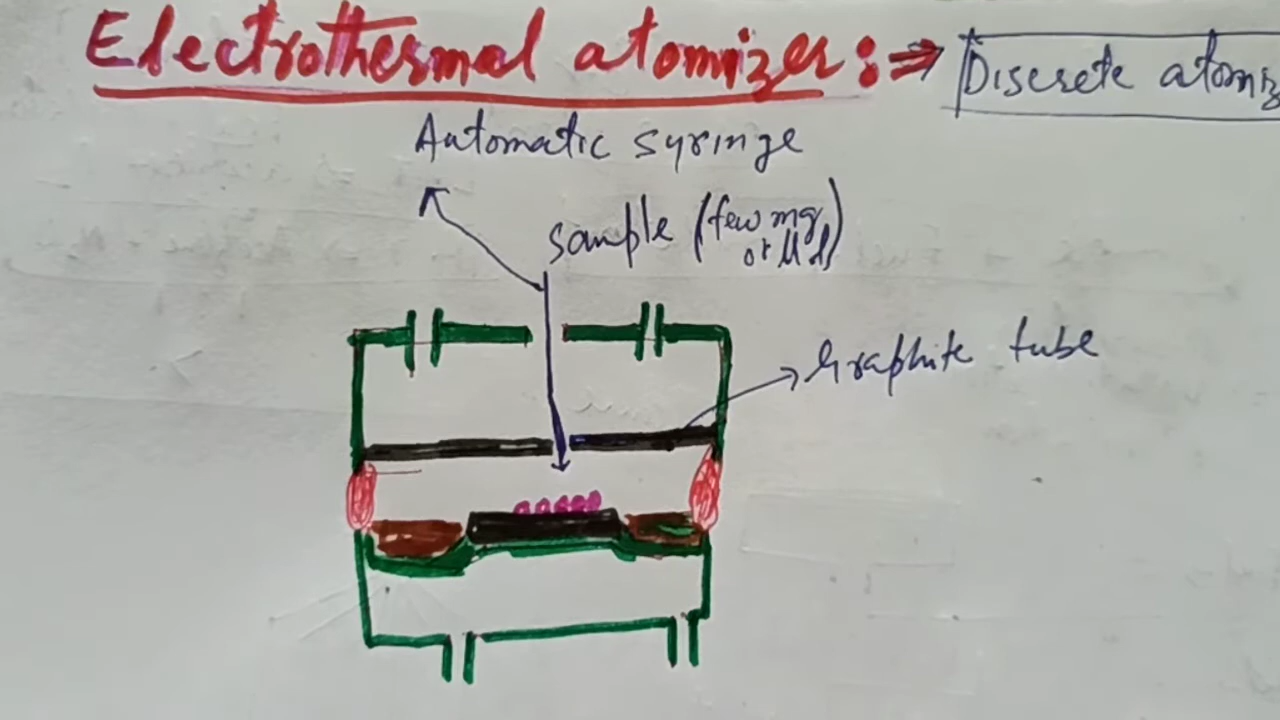 Electrothermal atomizer :⇒ Discrete atomiz
Automatic syringe
Sample (few mg
or µl)
Graphite tube